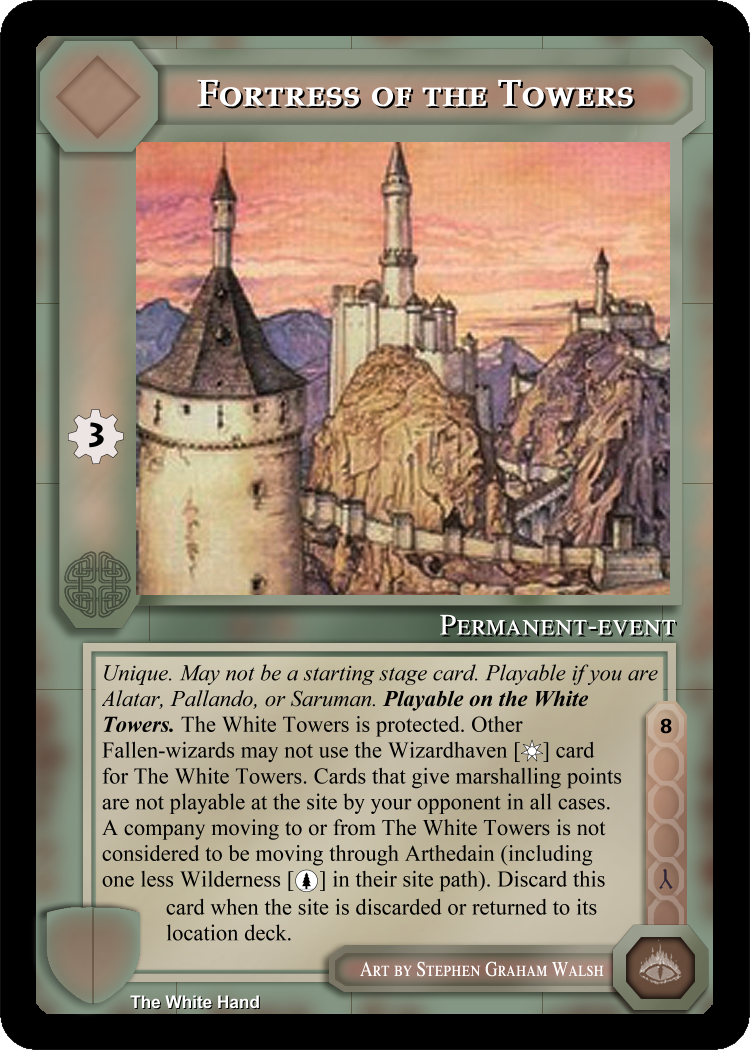 Fortress of the Towers
3
Permanent-event
Unique. May not be a starting stage card. Playable if you are
Alatar, Pallando, or Saruman. Playable on the White
Towers. The White Towers is protected. Other
Fallen-wizards may not use the Wizardhaven [ ] card
for The White Towers. Cards that give marshalling points
are not playable at the site by your opponent in all cases.
A company moving to or from The White Towers is not
considered to be moving through Arthedain (including
one less Wilderness [ ] in their site path). Discard this
card when the site is discarded or returned to its
location deck.
8
Art by Stephen Graham Walsh
The White Hand